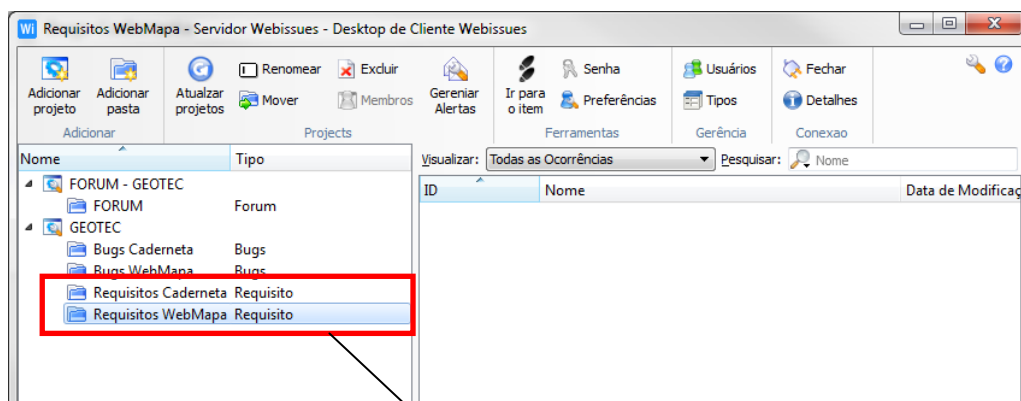 Wi Requisitos WebMapa - Servidor Webissues - Desktop de Cliente Webissues
Adicionar projeto
Adicionar pasta
Adicionar
Atualzar projetos
Renomear
Excluir
Mover
Membros
Projects
Gereniar Alertas
Ir para o item
Senha
Preferências
Ferramentas
Usuários
Tipos
Gerência
Fechar
Detalhes
Conexao
Nome Tipo
FORUM - GEOTEC
FORUM Forum
GEOTEC
Bugs Caderneta Bugs
Bugs WebMapa Bugs
Requisitos Caderneta Requisito
Requisitos WebMapa Requisito
Visualizar: Todas as Ocorrências Pesquisar: Nome
ID Nome Data de Modificaç